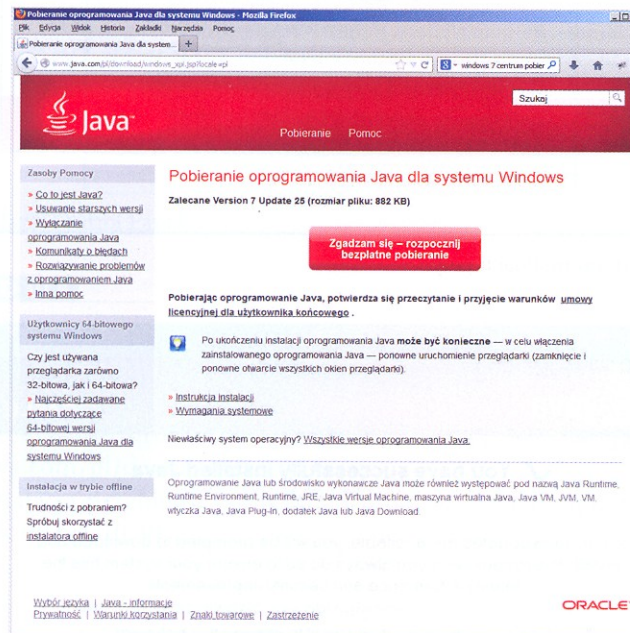 Pobieranie oprogramowania Java dla systemu Windows - Mozilla Firefox
Plik Edycja Widok Historia Zakładki Narzędzia Pomoc
Pobieranie oprogramowania Java dla system... +
www.java.com/pl/download/windows_xpi.jsp?locale=pl
windows 7 centrum pobier
Szukaj
Java
Pobieranie Pomoc
Zasoby Pomocy
» Co to jest Java?
» Usuwanie starszych wersji
» Wyłączanie
oprogramowania Java
» Komunikaty o błędach
» Rozwiązywanie problemów
z oprogramowaniem Java
» Inna pomoc
Użytkownicy 64-bitowego
systemu Windows
Czy jest używana
przeglądarka zarówno
32-bitowa, jak i 64-bitowa?
» Najczęściej zadawane
pytania dotyczące
64-bitowej wersji
oprogramowania Java dla
systemu Windows
Instalacja w trybie offline
Trudności z pobraniem?
Spróbuj skorzystać z
instalatora offline
Pobieranie oprogramowania Java dla systemu Windows
Zalecane Version 7 Update 25 (rozmiar pliku: 882 KB)
Zgadzam się – rozpocznij
bezpłatne pobieranie
Pobierając oprogramowanie Java, potwierdza się przeczytanie i przyjęcie warunków umowy
licencyjnej dla użytkownika końcowego .
Po ukończeniu instalacji oprogramowania Java może być konieczne — w celu włączenia
zainstalowanego oprogramowania Java — ponowne uruchomienie przeglądarki (zamknięcie i
ponowne otwarcie wszystkich okien przeglądarki).
» Instrukcja instalacji
» Wymagania systemowe
Niewłaściwy system operacyjny? Wszystkie wersje oprogramowania Java.
Oprogramowanie Java lub środowisko wykonawcze Java może również występować pod nazwą Java Runtime,
Runtime Environment, Runtime, JRE, Java Virtual Machine, maszyna wirtualna Java, Java VM, JVM, VM,
wtyczka Java, Java Plug-In, dodatek Java lub Java Download.
Wybór języka | Java - informacje
Prywatność | Warunki korzystania | Znaki towarowe | Zastrzeżenie
ORACLE